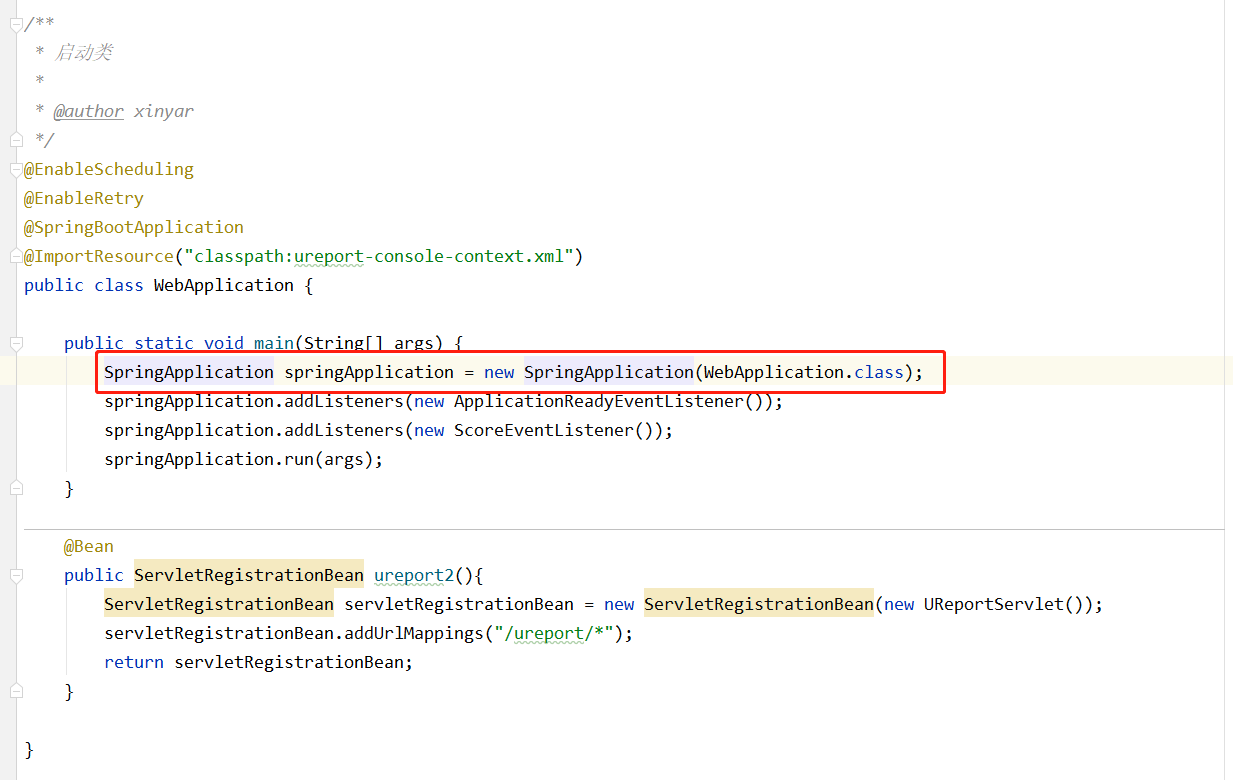 /**
 * 启动类
 *
 * @author xinyar
 */
@EnableScheduling
@EnableRetry
@SpringBootApplication
@ImportResource("classpath:ureport-console-context.xml")
public class WebApplication {
    public static void main(String[] args) {
        SpringApplication springApplication = new SpringApplication(WebApplication.class);
        springApplication.addListeners(new ApplicationReadyEventListener());
        springApplication.addListeners(new ScoreEventListener());
        springApplication.run(args);
    }
    @Bean
    public ServletRegistrationBean ureport2(){
        ServletRegistrationBean servletRegistrationBean = new ServletRegistrationBean(new UReportServlet());
        servletRegistrationBean.addUrlMappings("/ureport/*");
        return servletRegistrationBean;
    }
}